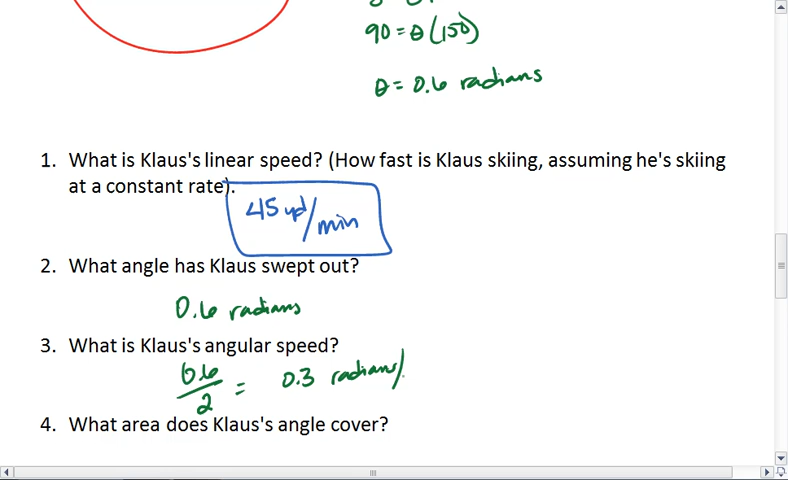 90 = θ(150)
θ = 0.6 radians
1. What is Klaus's linear speed? (How fast is Klaus skiing, assuming he's skiing
at a constant rate).
45 yd/min
2. What angle has Klaus swept out?
0.6 radians
3. What is Klaus's angular speed?
0.6/2 = 0.3 radians/
4. What area does Klaus's angle cover?